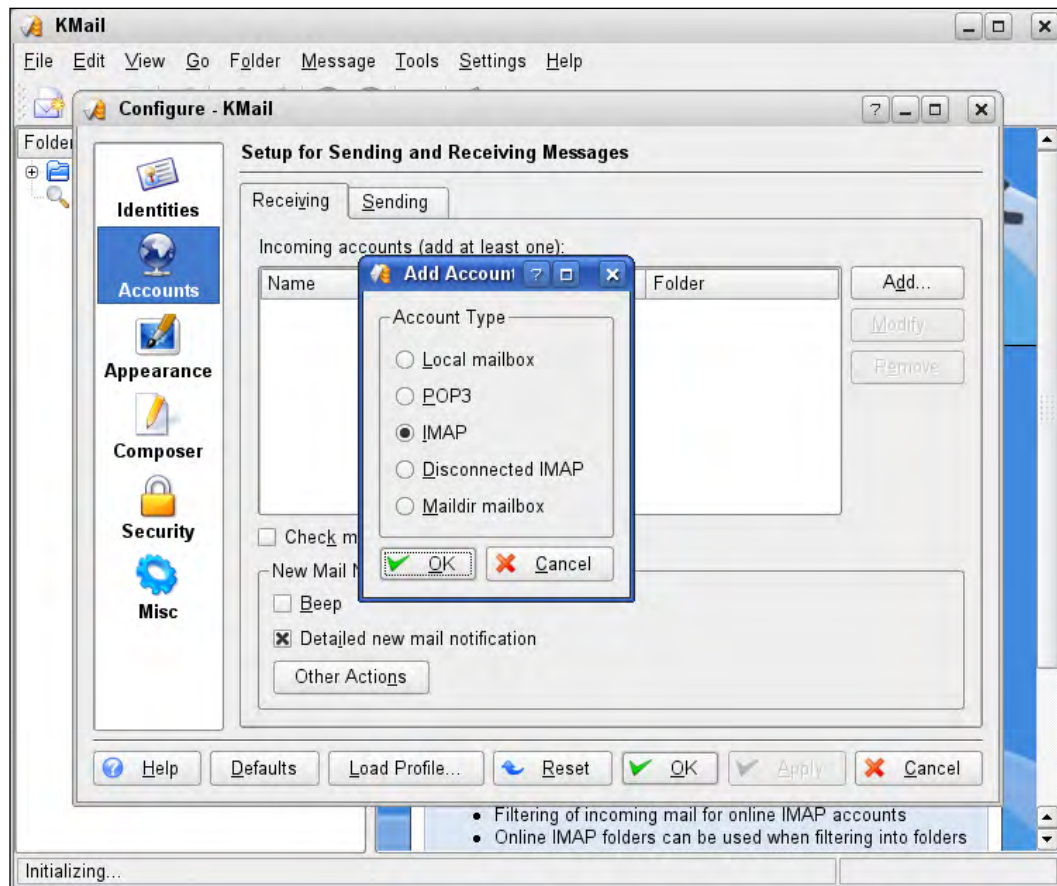 KMail
File Edit View Go Folder Message Tools Settings Help
Configure - KMail
Folder
Setup for Sending and Receiving Messages
Identities
Accounts
Appearance
Composer
Security
Misc
Receiving Sending
Incoming accounts (add at least one):
Name Folder
Add...
Modify...
Remove
Add Account
Account Type
Local mailbox
POP3
IMAP
Disconnected IMAP
Maildir mailbox
OK Cancel
Check m
New Mail N
Beep
Detailed new mail notification
Other Actions
Help Defaults Load Profile... Reset OK Apply Cancel
Filtering of incoming mail for online IMAP accounts
Online IMAP folders can be used when filtering into folders
Initializing...